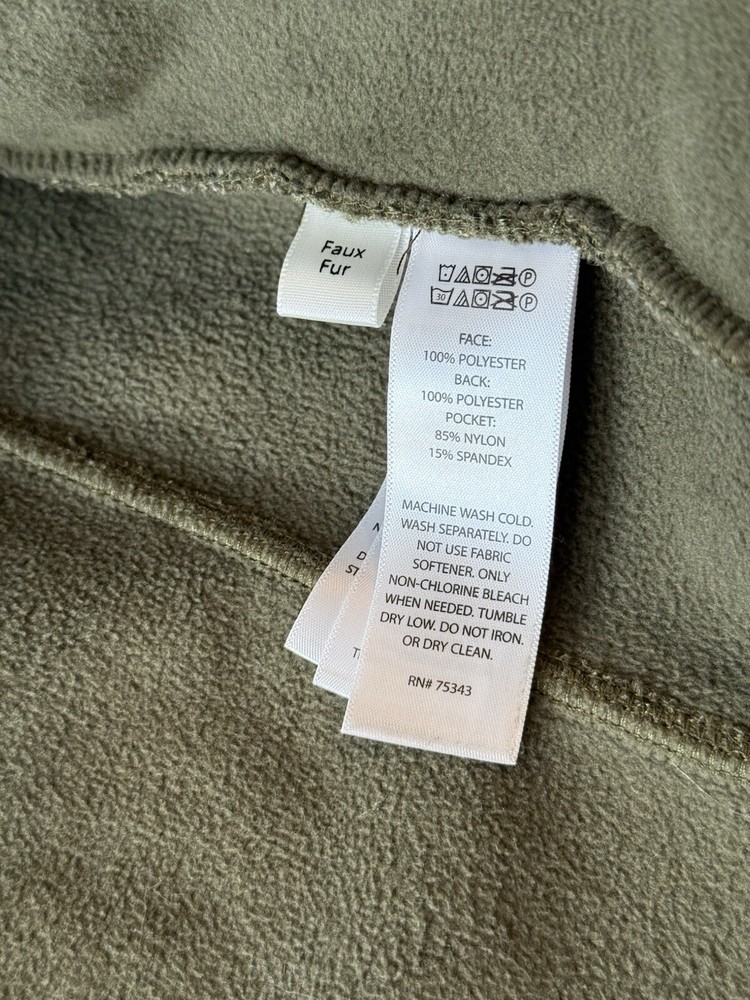 Faux
Fur
P
30 P
FACE:
100% POLYESTER
BACK:
100% POLYESTER
POCKET:
85% NYLON
15% SPANDEX
MACHINE WASH COLD.
WASH SEPARATELY. DO
NOT USE FABRIC
SOFTENER. ONLY
NON-CHLORINE BLEACH
WHEN NEEDED. TUMBLE
DRY LOW. DO NOT IRON.
OR DRY CLEAN.
RN# 75343